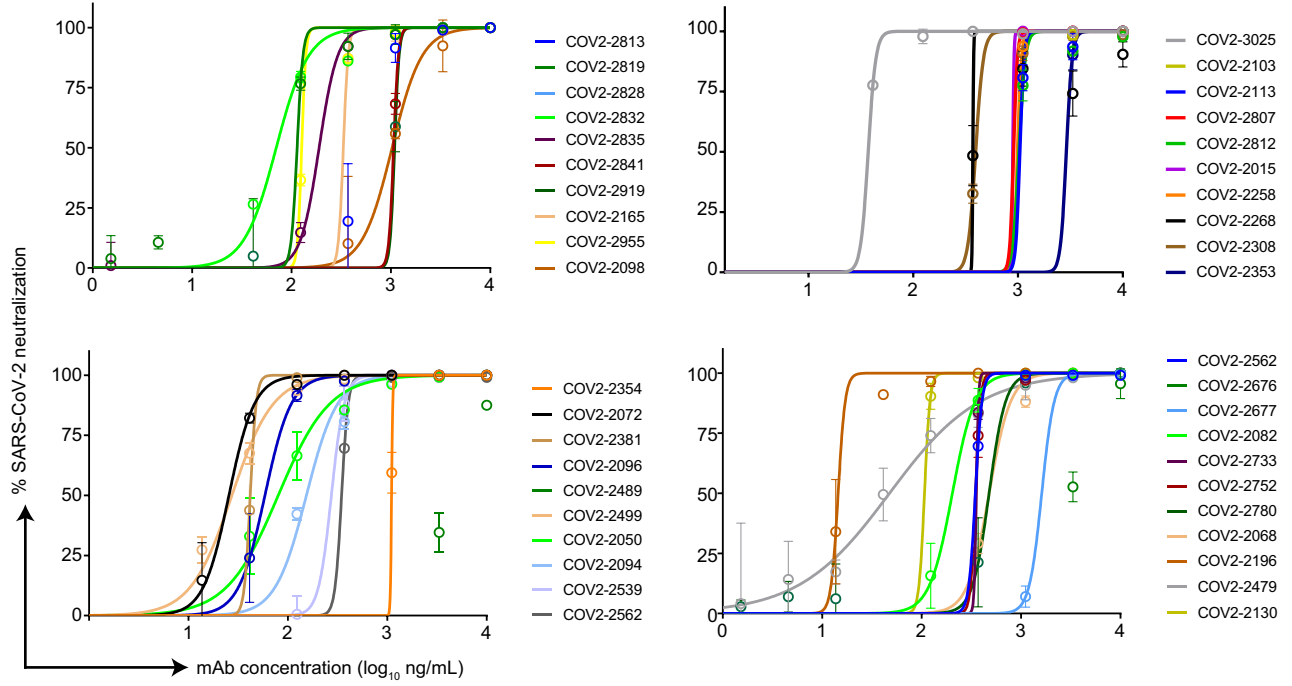 % SARS-CoV-2 neutralization
100
75
50
25
0
0 1 2 3 4
COV2-2813
COV2-2819
COV2-2828
COV2-2832
COV2-2835
COV2-2841
COV2-2919
COV2-2165
COV2-2955
COV2-2098
100
75
50
25
0
1 2 3 4
COV2-3025
COV2-2103
COV2-2113
COV2-2807
COV2-2812
COV2-2015
COV2-2258
COV2-2268
COV2-2308
COV2-2353
100
75
50
25
0
1 2 3 4
COV2-2354
COV2-2072
COV2-2381
COV2-2096
COV2-2489
COV2-2499
COV2-2050
COV2-2094
COV2-2539
COV2-2562
100
75
50
25
0
0 1 2 3 4
COV2-2562
COV2-2676
COV2-2677
COV2-2082
COV2-2733
COV2-2752
COV2-2780
COV2-2068
COV2-2196
COV2-2479
COV2-2130
mAb concentration (log10 ng/mL)